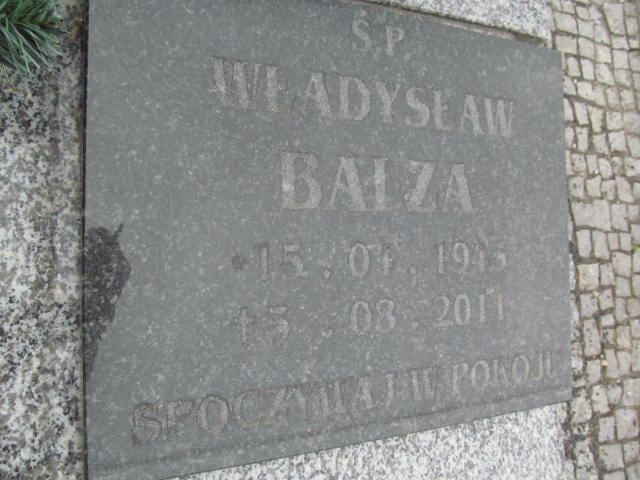 Ś.P.
WŁADYSŁAW
BALZA
*15.04.1945
†3.08.2011
SPOCZYWAJ W POKOJU